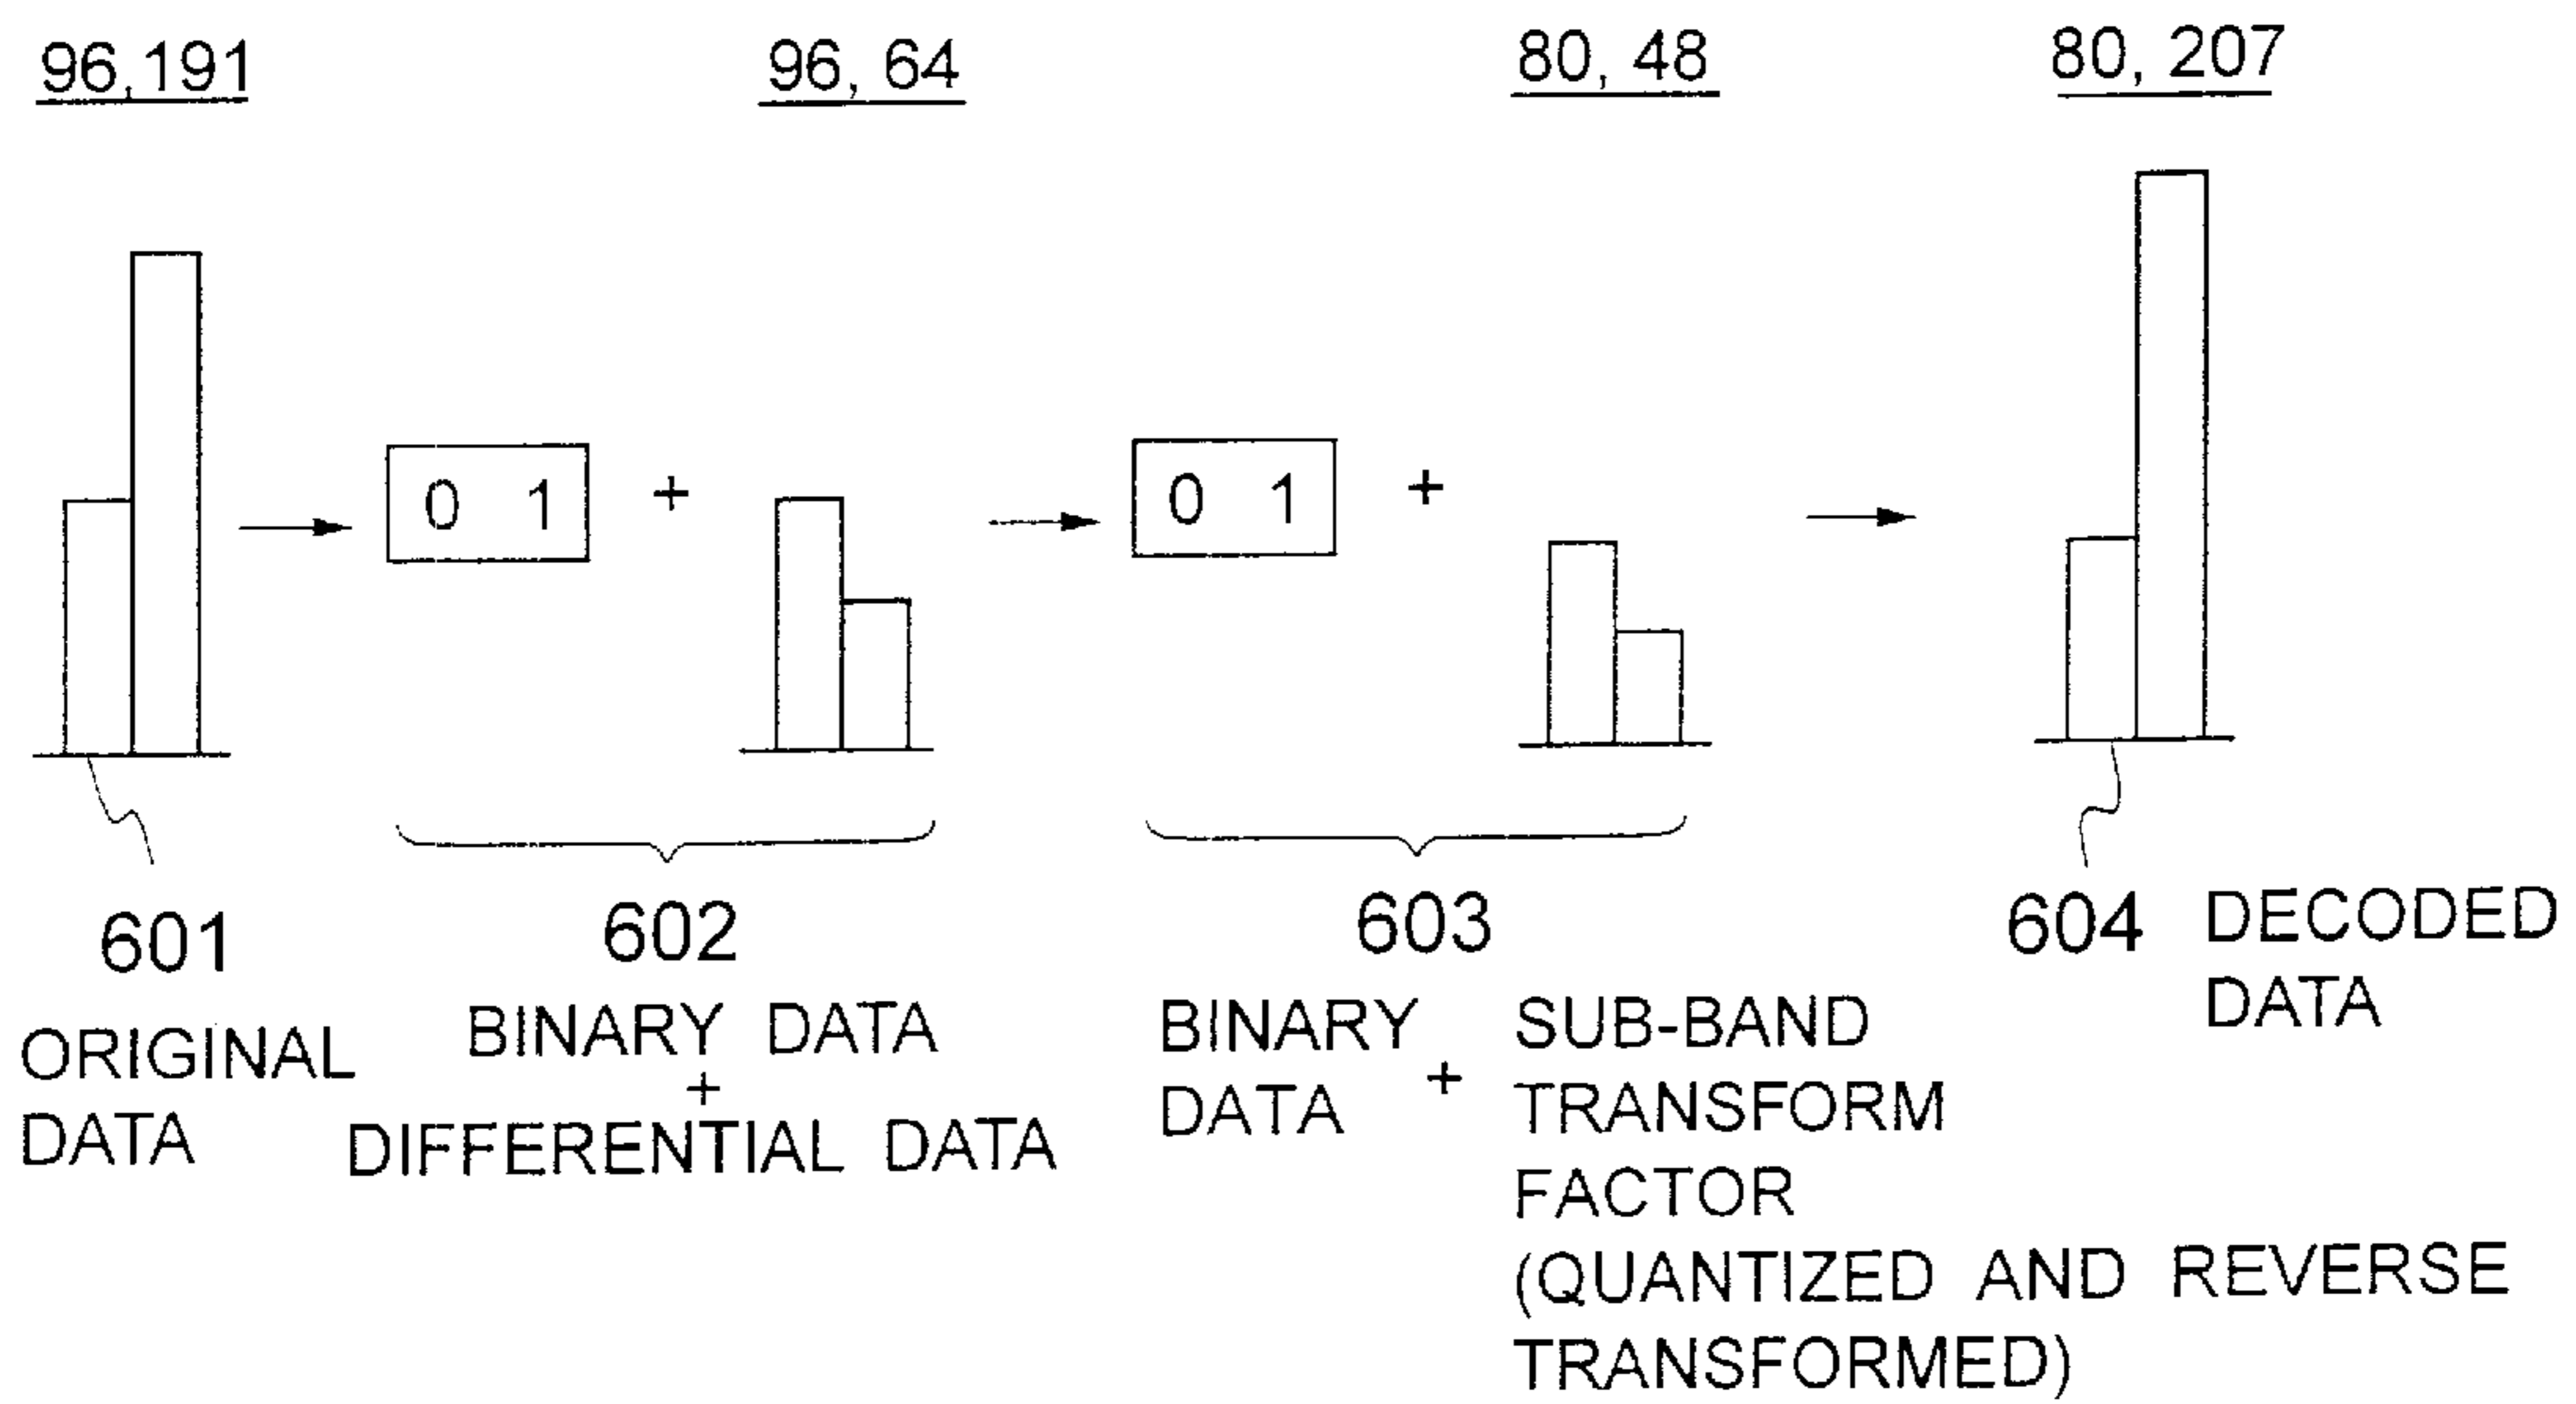 96,191
96, 64
80, 48
80, 207
0 1
+
0 1
+
601
ORIGINAL
DATA
602
BINARY DATA
+
DIFFERENTIAL DATA
603
BINARY
DATA
+
SUB-BAND
TRANSFORM
FACTOR
(QUANTIZED AND REVERSE
TRANSFORMED)
604 DECODED
DATA